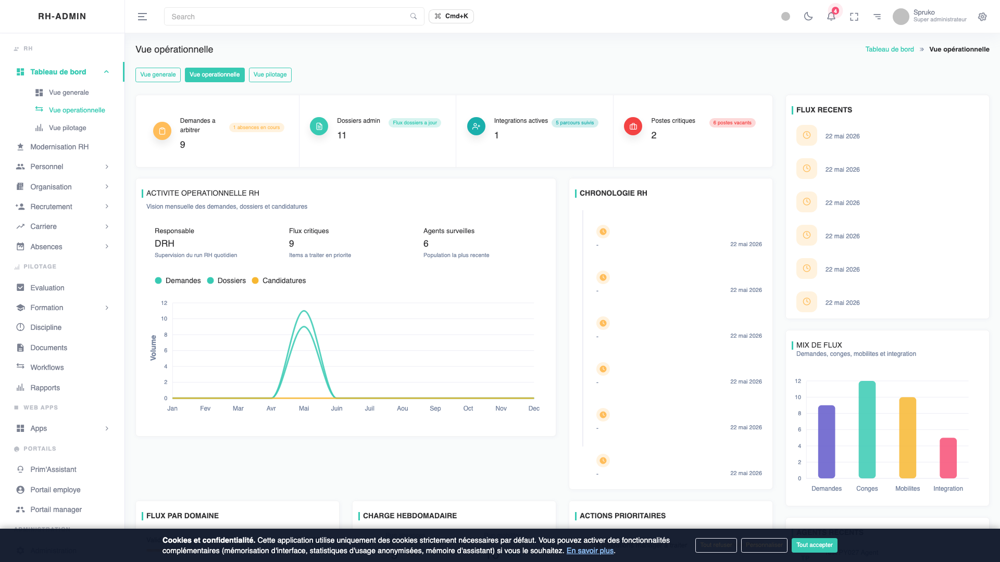 RH-ADMIN
Search
Cmd+K
4
Spruko
Super administrateur
RH
Tableau de bord
Vue generale
Vue operationnelle
Vue pilotage
Modernisation RH
Personnel
Organisation
Recrutement
Carriere
Absences
PILOTAGE
Evaluation
Formation
Discipline
Documents
Workflows
Rapports
WEB APPS
Apps
PORTAILS
Prim'Assistant
Portail employe
Portail manager
ADMINISTRATION
Administration
Vue opérationnelle
Tableau de bord » Vue opérationnelle
Vue generale
Vue operationnelle
Vue pilotage
Demandes a
arbitrer
1 absences en cours
9
Dossiers admin
Flux dossiers a jour
11
Integrations actives
5 parcours suivis
1
Postes critiques
6 postes vacants
2
ACTIVITE OPERATIONNELLE RH
Vision mensuelle des demandes, dossiers et candidatures
Responsable
DRH
Supervision du run RH quotidien
Flux critiques
9
Items a traiter en priorite
Agents surveilles
6
Population la plus recente
Demandes Dossiers Candidatures
Volume
12
10
8
6
4
2
0
Jan Fev Mar Avr Mai Juin Juil Aou Sep Oct Nov Dec
CHRONOLOGIE RH
- 22 mai 2026
- 22 mai 2026
- 22 mai 2026
- 22 mai 2026
- 22 mai 2026
- 22 mai 2026
FLUX RECENTS
22 mai 2026
22 mai 2026
22 mai 2026
22 mai 2026
22 mai 2026
22 mai 2026
MIX DE FLUX
Demandes, conges, mobilites et integration
12
10
8
6
4
2
0
Demandes Conges Mobilites Integration
FLUX PAR DOMAINE
CHARGE HEBDOMADAIRE
ACTIONS PRIORITAIRES
AGENTS RECENTS
Cookies et confidentialité. Cette application utilise uniquement des cookies strictement nécessaires par défaut. Vous pouvez activer des fonctionnalités
complémentaires (mémorisation d'interface, statistiques d'usage anonymisées, mémoire d'assistant) si vous le souhaitez. En savoir plus.
Tout refuser
Personnaliser
Tout accepter